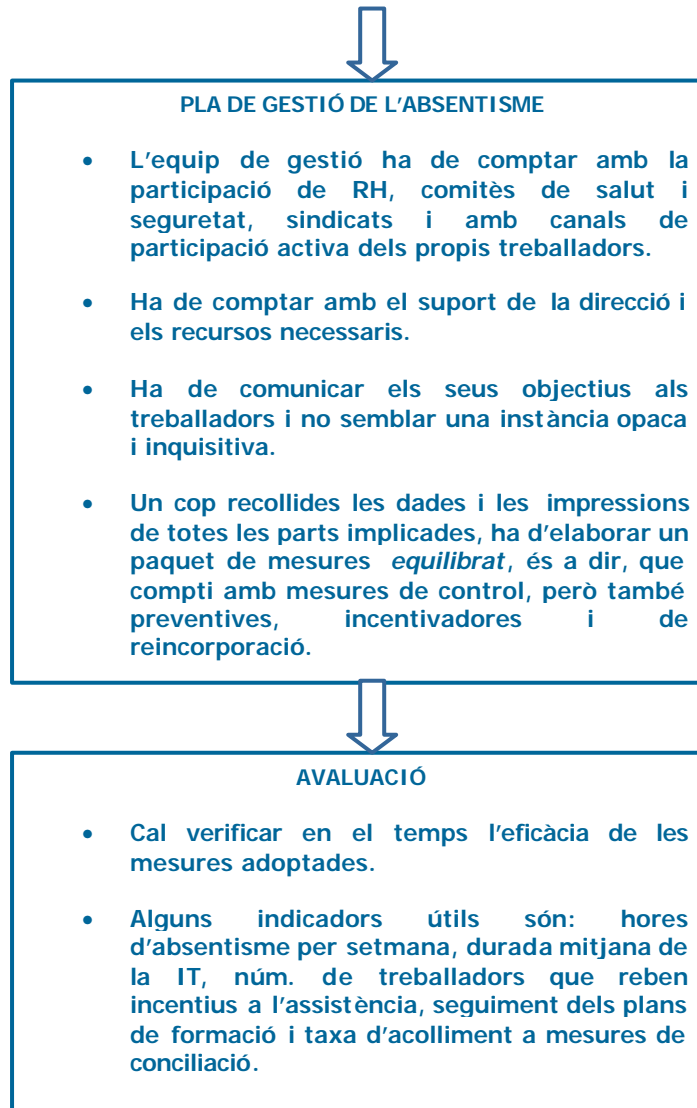 PLA DE GESTIÓ DE L'ABSENTISME
• L'equip de gestió ha de comptar amb la
participació de RH, comitès de salut i
seguretat, sindicats i amb canals de
participació activa dels propis treballadors.
• Ha de comptar amb el suport de la direcció i
els recursos necessaris.
• Ha de comunicar els seus objectius als
treballadors i no semblar una instància opaca
i inquisitiva.
• Un cop recollides les dades i les impressions
de totes les parts implicades, ha d'elaborar un
paquet de mesures equilibrat, és a dir, que
compti amb mesures de control, però també
preventives, incentivadores i de
reincorporació.
AVALUACIÓ
• Cal verificar en el temps l'eficàcia de les
mesures adoptades.
• Alguns indicadors útils són: hores
d'absentisme per setmana, durada mitjana de
la IT, núm. de treballadors que reben
incentius a l'assistència, seguiment dels plans
de formació i taxa d'acolliment a mesures de
conciliació.